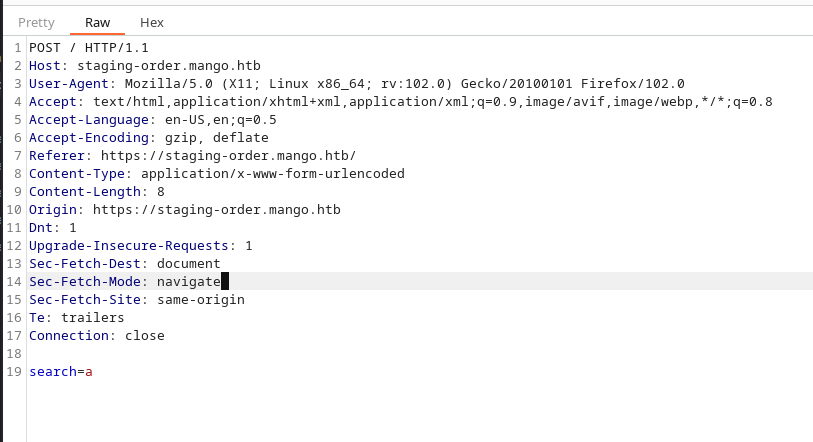 Pretty Raw Hex
1 POST / HTTP/1.1
2 Host: staging-order.mango.htb
3 User-Agent: Mozilla/5.0 (X11; Linux x86_64; rv:102.0) Gecko/20100101 Firefox/102.0
4 Accept: text/html,application/xhtml+xml,application/xml;q=0.9,image/avif,image/webp,*/*;q=0.8
5 Accept-Language: en-US,en;q=0.5
6 Accept-Encoding: gzip, deflate
7 Referer: https://staging-order.mango.htb/
8 Content-Type: application/x-www-form-urlencoded
9 Content-Length: 8
10 Origin: https://staging-order.mango.htb
11 Dnt: 1
12 Upgrade-Insecure-Requests: 1
13 Sec-Fetch-Dest: document
14 Sec-Fetch-Mode: navigate
15 Sec-Fetch-Site: same-origin
16 Te: trailers
17 Connection: close
18
19 search=a